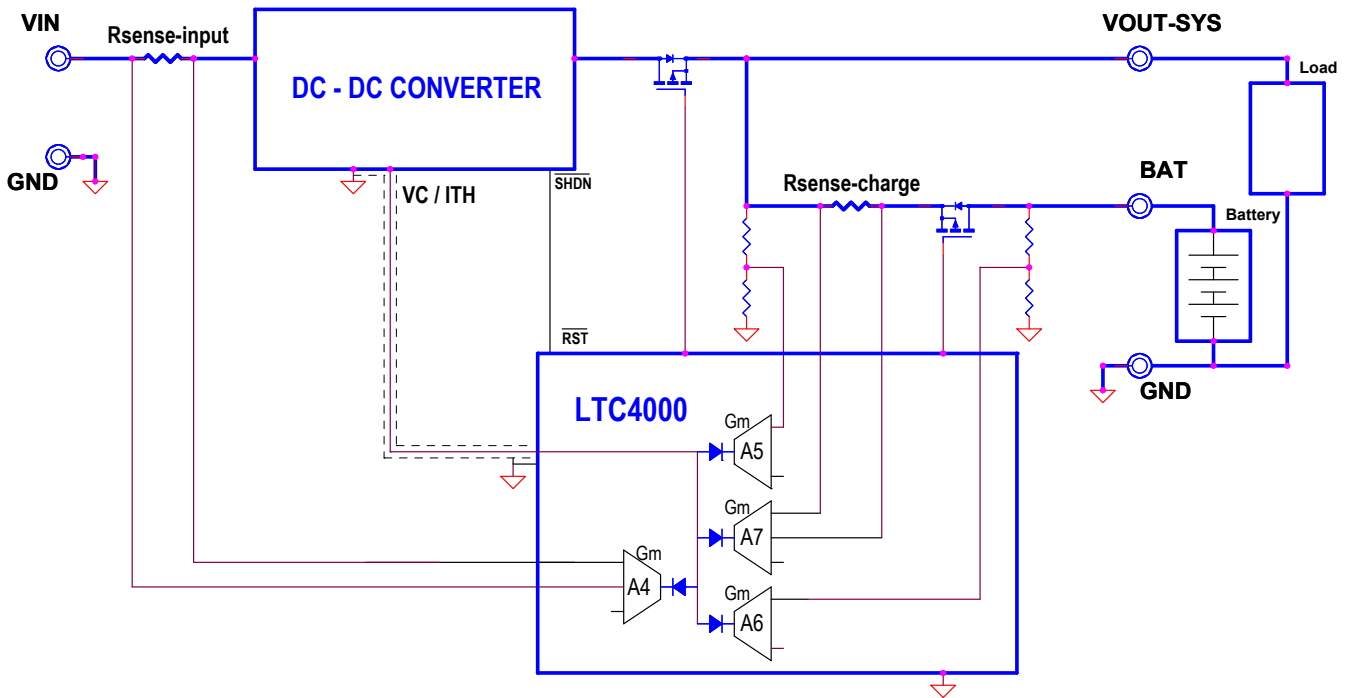 VIN
Rsense-input
DC - DC CONVERTER
VOUT-SYS
Load
GND
VC / ITH
SHDN
Rsense-charge
BAT
Battery
RST
GND
LTC4000
Gm
A5
Gm
A7
Gm
A4
Gm
A6